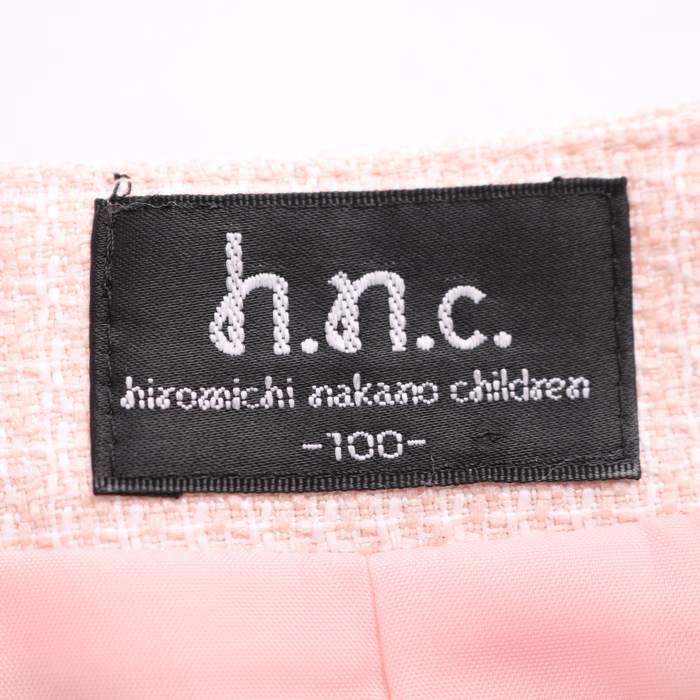 h.n.c.
hiromichi nakano children
-100-